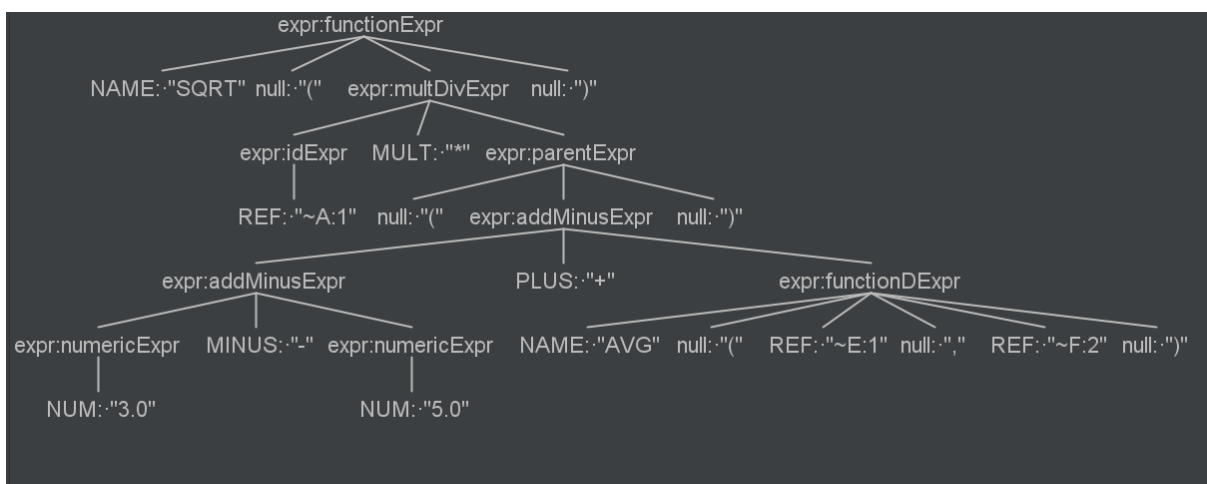 expr:functionExpr
NAME:·"SQRT" null:·"(" expr:multDivExpr null:·")"
expr:idExpr MULT:·"*" expr:parentExpr
REF:·"~A:1" null:·"(" expr:addMinusExpr null:·")"
expr:addMinusExpr PLUS:·"+" expr:functionDExpr
expr:numericExpr MINUS:·"-" expr:numericExpr NAME:·"AVG" null:·"(" REF:·"~E:1" null:·"," REF:·"~F:2" null:·")"
NUM:·"3.0" NUM:·"5.0"